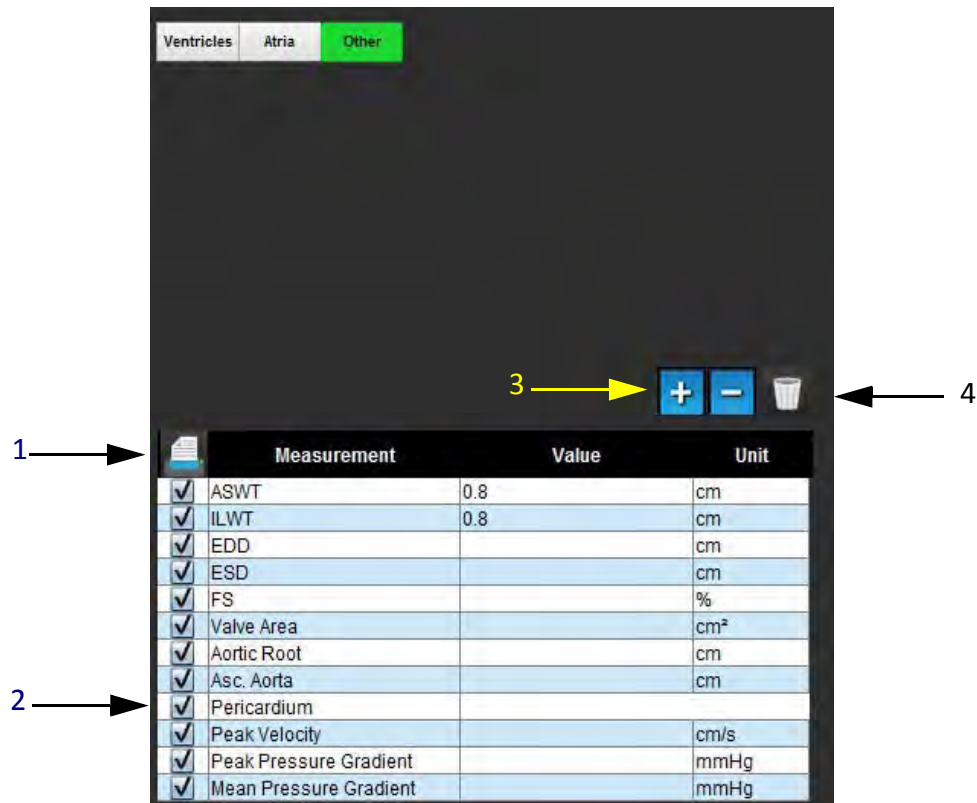 Ventricles Atria Other
3 + − 4
1 Measurement Value Unit
ASWT 0.8 cm
ILWT 0.8 cm
EDD cm
ESD cm
FS %
Valve Area cm²
Aortic Root cm
Asc. Aorta cm
2 Pericardium
Peak Velocity cm/s
Peak Pressure Gradient mmHg
Mean Pressure Gradient mmHg